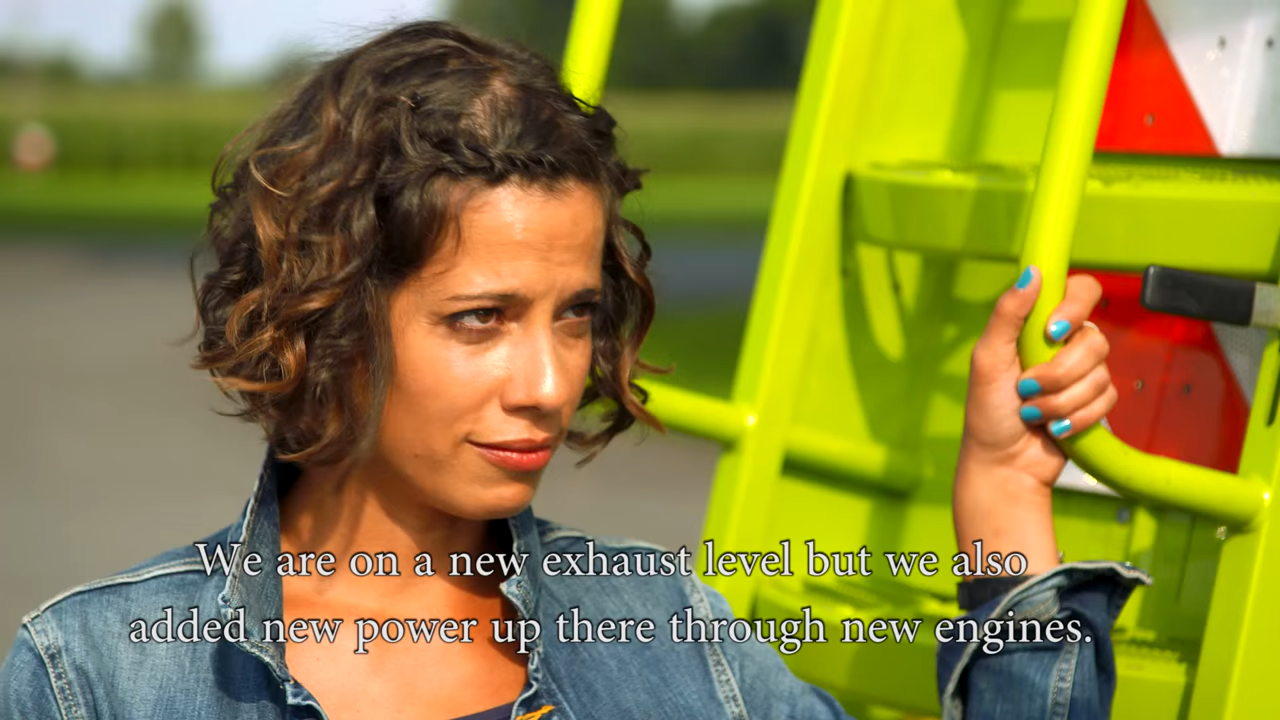 We are on a new exhaust level but we also
added new power up there through new engines.